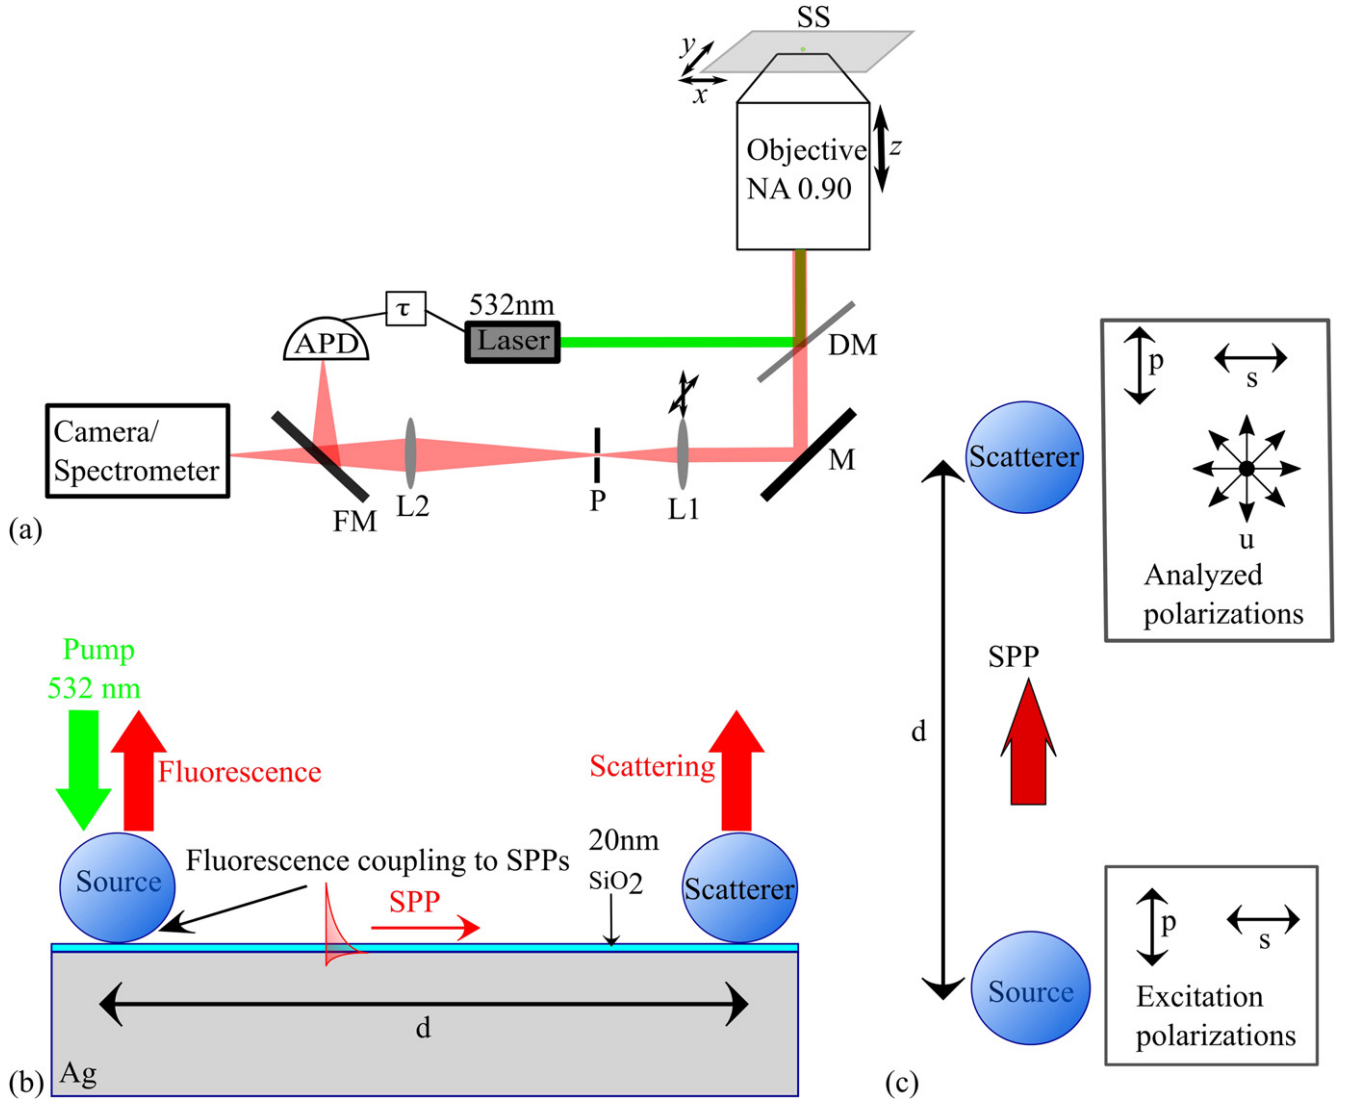 SS
y
x
Objective
NA 0.90
z
532nm
Laser
τ
APD
DM
Camera/
Spectrometer
FM
L2
P
L1
M
(a)
Pump
532 nm
Fluorescence
Scattering
Source
Fluorescence coupling to SPPs
SPP
20nm
SiO2
Scatterer
d
Ag
(b)
p
s
Scatterer
u
Analyzed
polarizations
SPP
d
Source
p
s
Excitation
polarizations
(c)